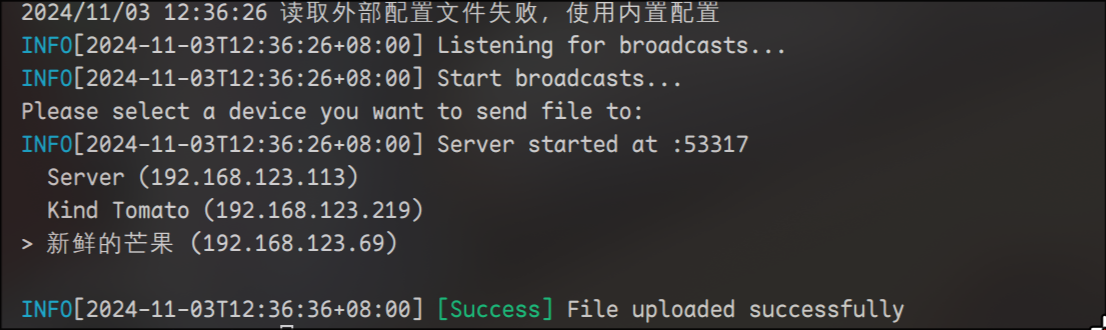 2024/11/03 12:36:26 读取外部配置文件失败，使用内置配置
INFO[2024-11-03T12:36:26+08:00] Listening for broadcasts...
INFO[2024-11-03T12:36:26+08:00] Start broadcasts...
Please select a device you want to send file to:
INFO[2024-11-03T12:36:26+08:00] Server started at :53317
  Server (192.168.123.113)
  Kind Tomato (192.168.123.219)
> 新鲜的芒果 (192.168.123.69)
INFO[2024-11-03T12:36:36+08:00] [Success] File uploaded successfully